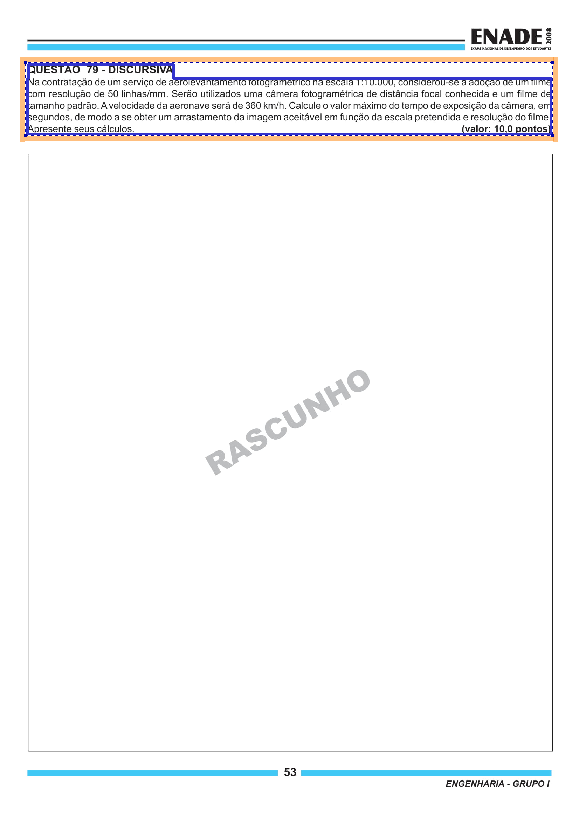 ENADE 2008
EXAME NACIONAL DE DESEMPENHO DOS ESTUDANTES
QUESTÃO 79 - DISCURSIVA
Na contratação de um serviço de aerolevantamento fotogramétrico na escala 1:10.000, considerou-se a adoção de um filme
com resolução de 50 linhas/mm. Serão utilizados uma câmera fotogramétrica de distância focal conhecida e um filme de
tamanho padrão. A velocidade da aeronave será de 360 km/h. Calcule o valor máximo do tempo de exposição da câmera, em
segundos, de modo a se obter um arrastamento da imagem aceitável em função da escala pretendida e resolução do filme.
Apresente seus cálculos. (valor: 10,0 pontos)
RASCUNHO
53
ENGENHARIA - GRUPO I